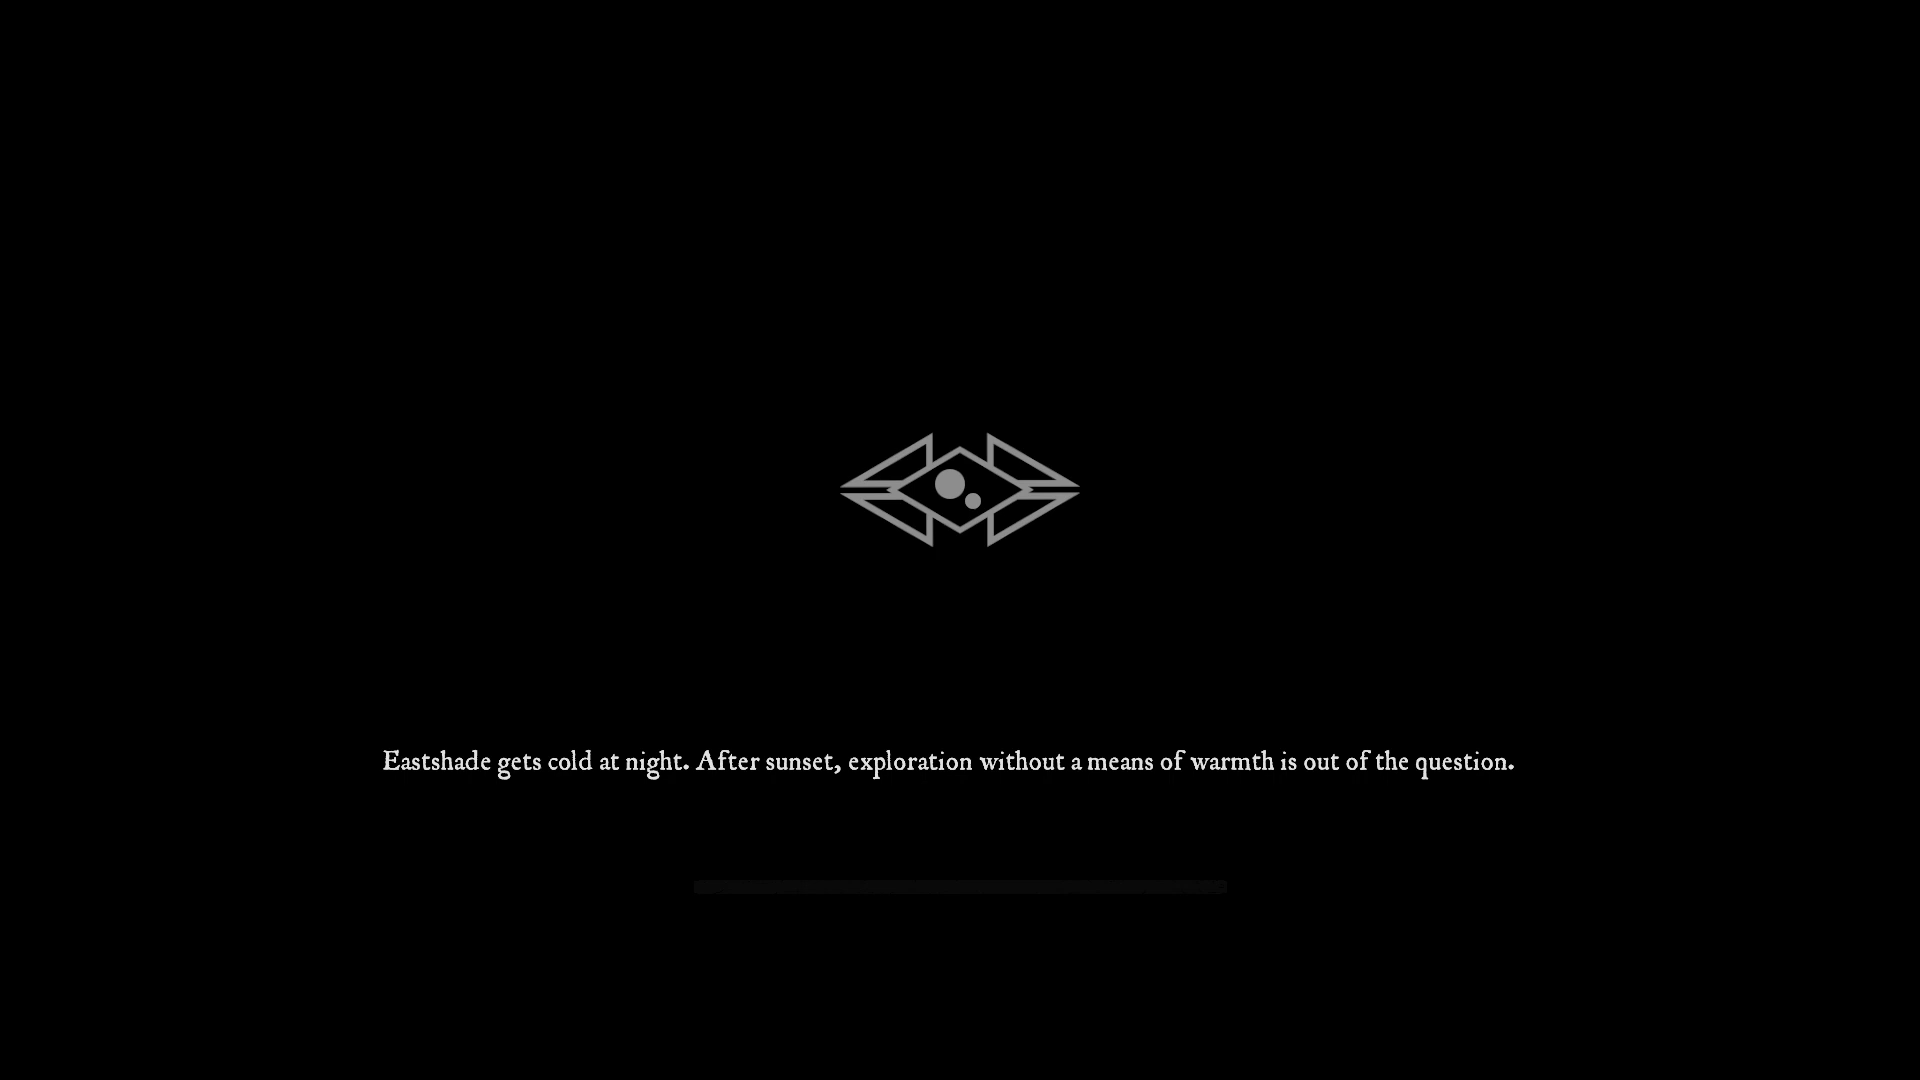 Eastshade gets cold at night. After sunset, exploration without a means of warmth is out of the question.